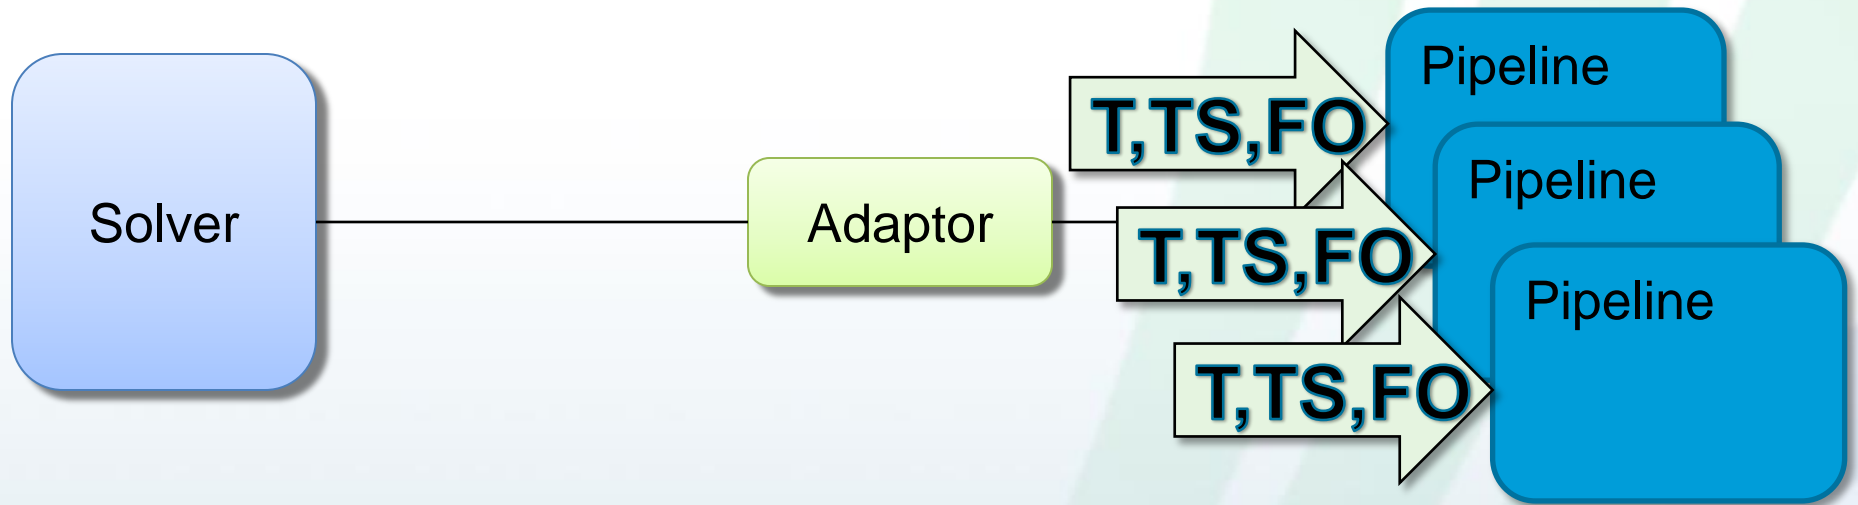 Solver
Adaptor
T,TS,FO
Pipeline
T,TS,FO
Pipeline
T,TS,FO
Pipeline